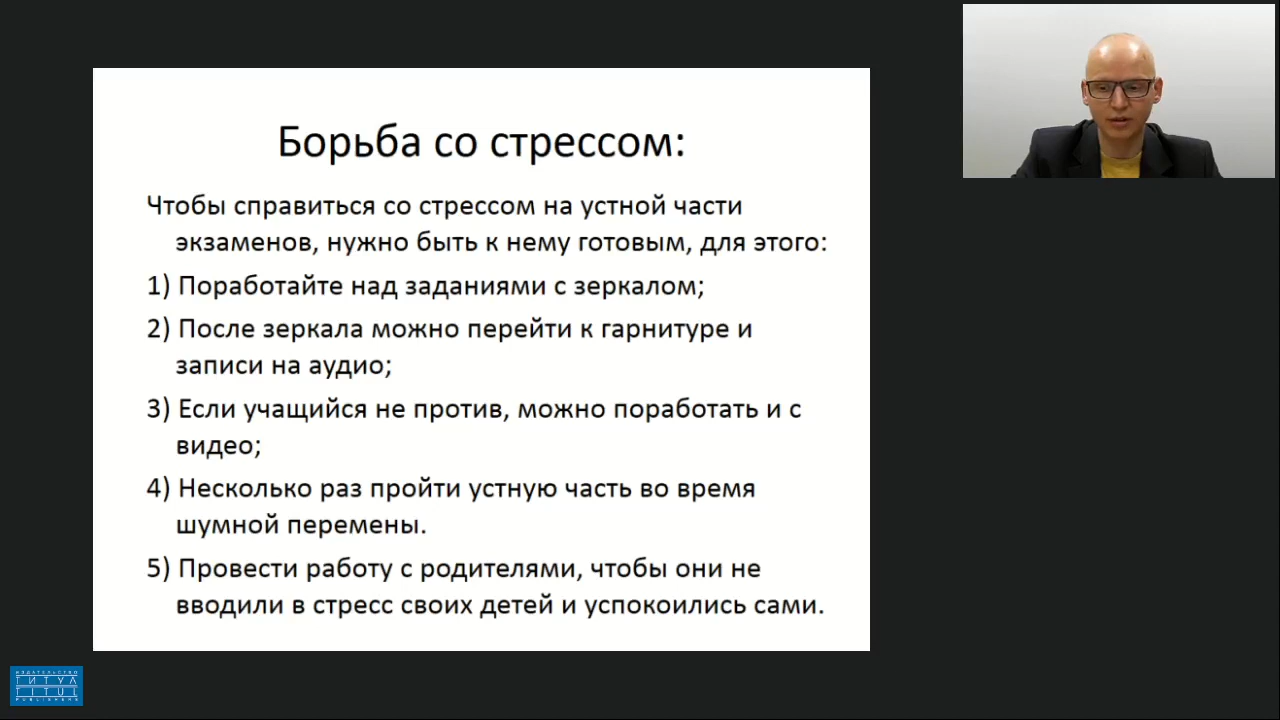 Борьба со стрессом:
Чтобы справиться со стрессом на устной части
экзаменов, нужно быть к нему готовым, для этого:
1) Поработайте над заданиями с зеркалом;
2) После зеркала можно перейти к гарнитуре и
записи на аудио;
3) Если учащийся не против, можно поработать и с
видео;
4) Несколько раз пройти устную часть во время
шумной перемены.
5) Провести работу с родителями, чтобы они не
вводили в стресс своих детей и успокоились сами.
ИЗДАТЕЛЬСТВО
ТИТУЛ
TITUL
PUBLISHERS